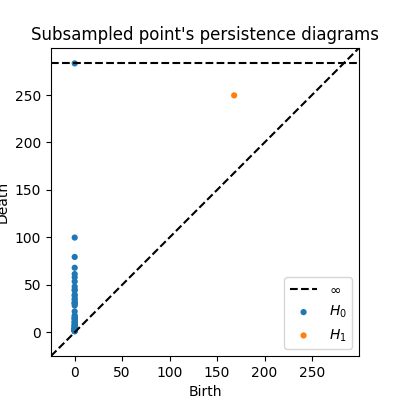 Subsampled point's persistence diagrams
250
200
150
100
50
0
Death
0 50 100 150 200 250
Birth
∞
H₀
H₁